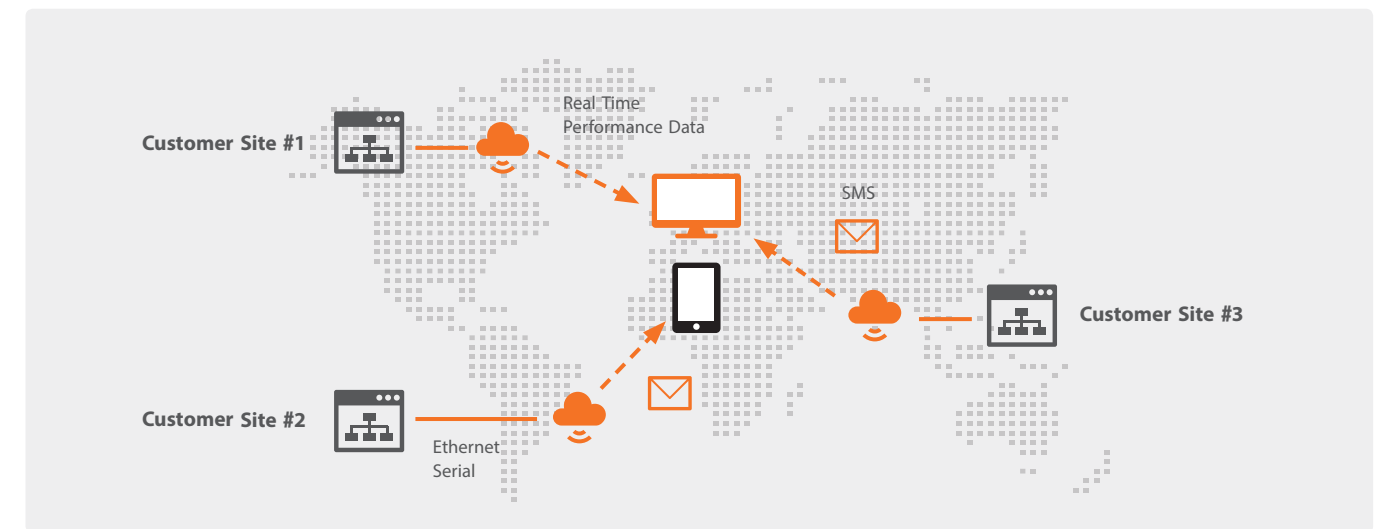 Real Time
Performance Data
Customer Site #1
SMS
Customer Site #3
Customer Site #2
Ethernet
Serial